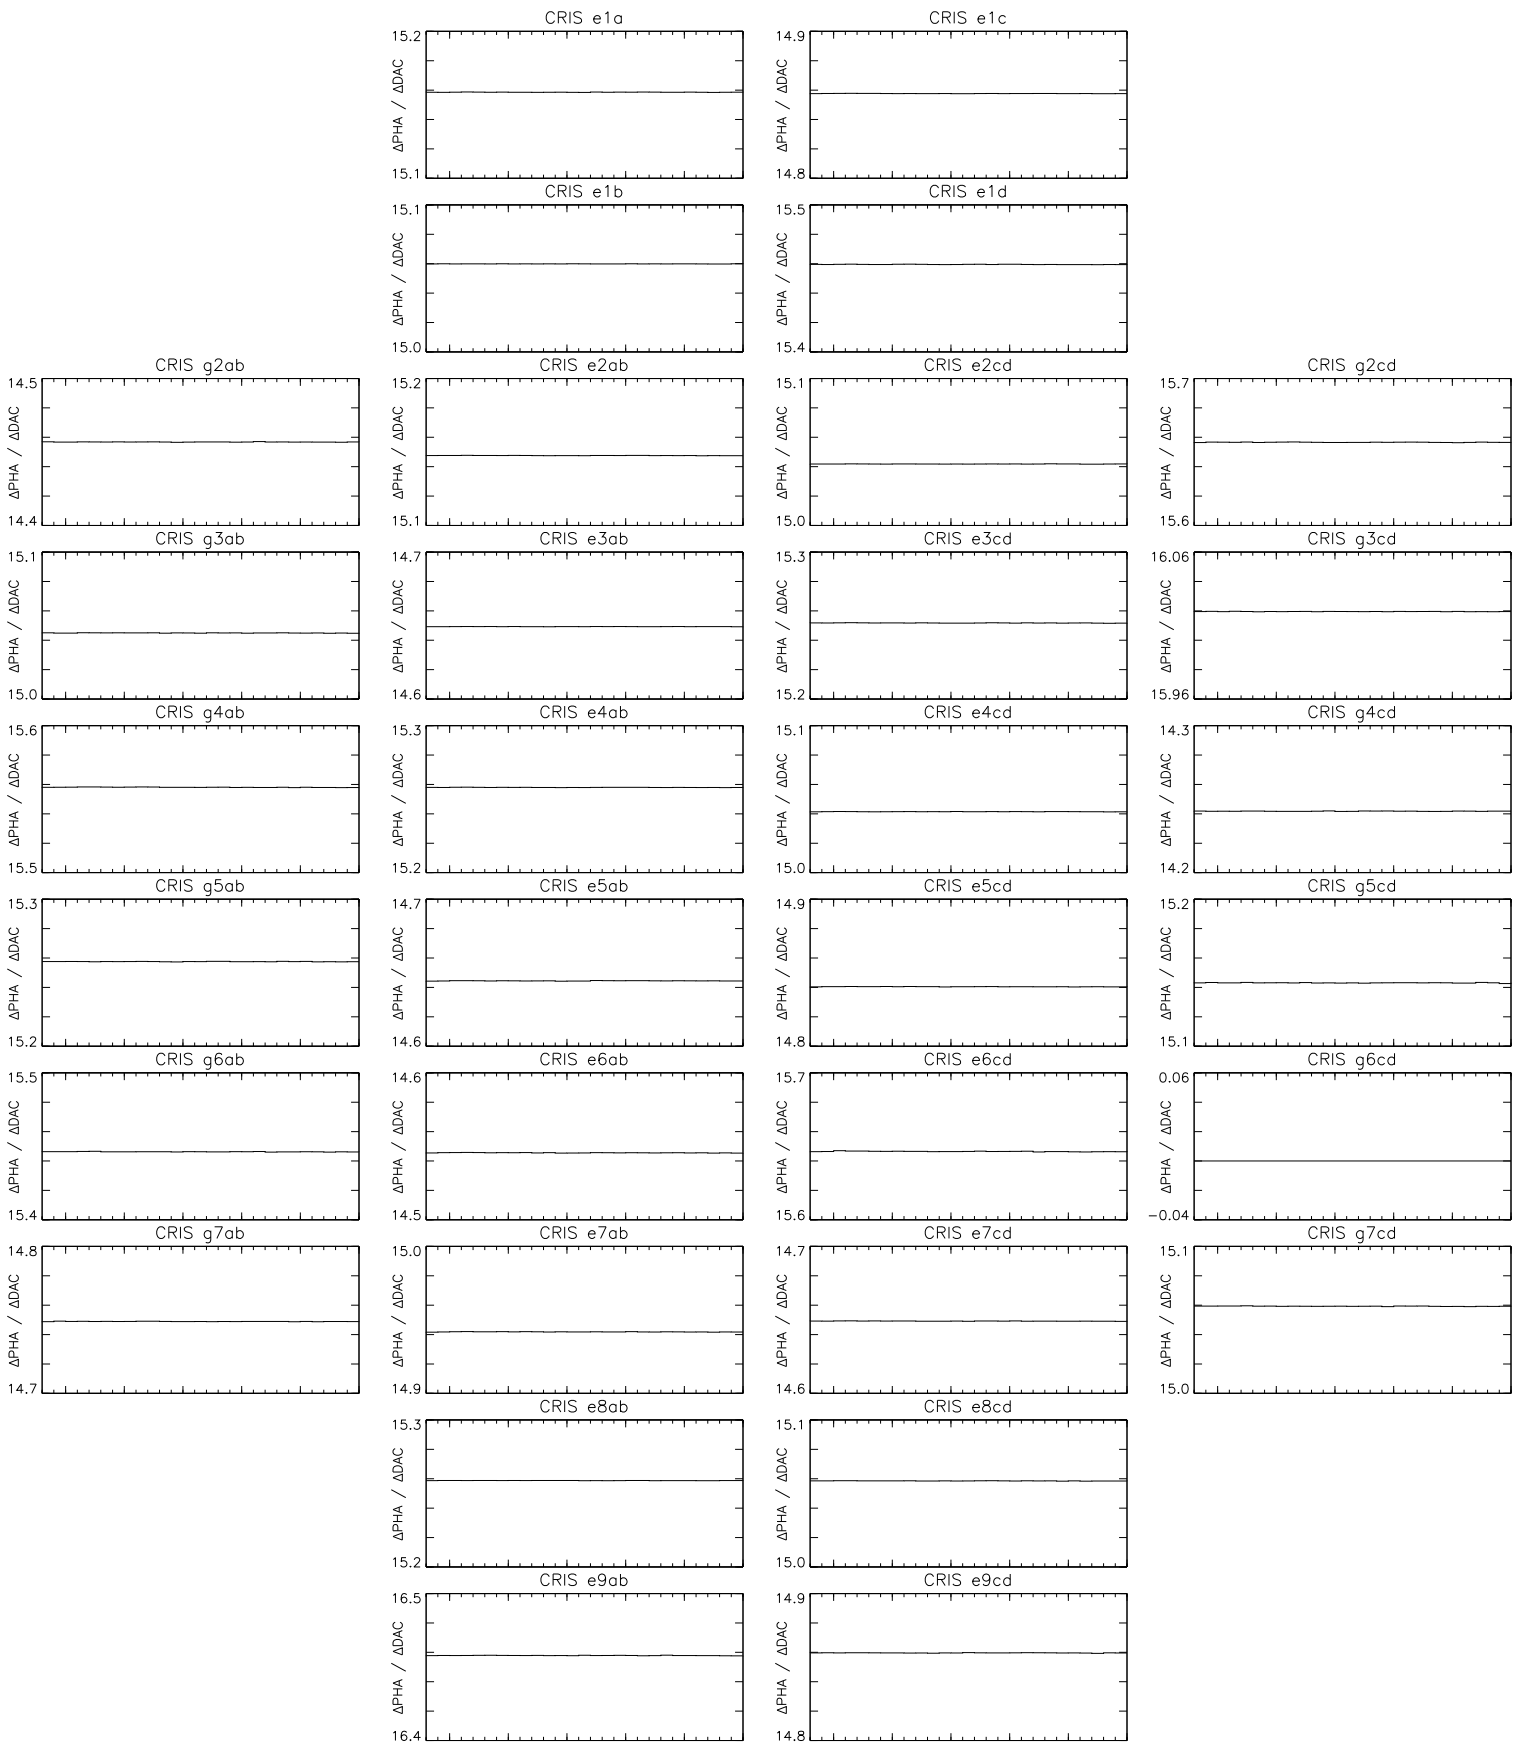 CRIS e1a
15.2
ΔPHA / ΔDAC
15.1
CRIS e1c
14.9
ΔPHA / ΔDAC
14.8
CRIS e1b
15.1
ΔPHA / ΔDAC
15.0
CRIS e1d
15.5
ΔPHA / ΔDAC
15.4
CRIS g2ab
14.5
ΔPHA / ΔDAC
14.4
CRIS e2ab
15.2
ΔPHA / ΔDAC
15.1
CRIS e2cd
15.1
ΔPHA / ΔDAC
15.0
CRIS g2cd
15.7
ΔPHA / ΔDAC
15.6
CRIS g3ab
15.1
ΔPHA / ΔDAC
15.0
CRIS e3ab
14.7
ΔPHA / ΔDAC
14.6
CRIS e3cd
15.3
ΔPHA / ΔDAC
15.2
CRIS g3cd
16.06
ΔPHA / ΔDAC
15.96
CRIS g4ab
15.6
ΔPHA / ΔDAC
15.5
CRIS e4ab
15.3
ΔPHA / ΔDAC
15.2
CRIS e4cd
15.1
ΔPHA / ΔDAC
15.0
CRIS g4cd
14.3
ΔPHA / ΔDAC
14.2
CRIS g5ab
15.3
ΔPHA / ΔDAC
15.2
CRIS e5ab
14.7
ΔPHA / ΔDAC
14.6
CRIS e5cd
14.9
ΔPHA / ΔDAC
14.8
CRIS g5cd
15.2
ΔPHA / ΔDAC
15.1
CRIS g6ab
15.5
ΔPHA / ΔDAC
15.4
CRIS e6ab
14.6
ΔPHA / ΔDAC
14.5
CRIS e6cd
15.7
ΔPHA / ΔDAC
15.6
CRIS g6cd
0.06
ΔPHA / ΔDAC
−0.04
CRIS g7ab
14.8
ΔPHA / ΔDAC
14.7
CRIS e7ab
15.0
ΔPHA / ΔDAC
14.9
CRIS e7cd
14.7
ΔPHA / ΔDAC
14.6
CRIS g7cd
15.1
ΔPHA / ΔDAC
15.0
CRIS e8ab
15.3
ΔPHA / ΔDAC
15.2
CRIS e8cd
15.1
ΔPHA / ΔDAC
15.0
CRIS e9ab
16.5
ΔPHA / ΔDAC
16.4
CRIS e9cd
14.9
ΔPHA / ΔDAC
14.8